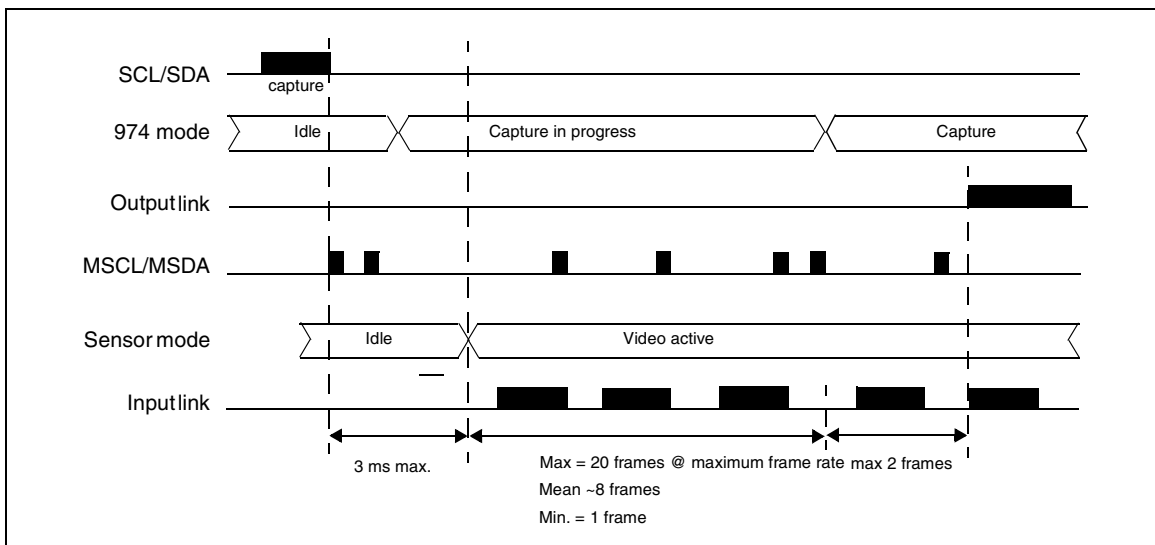 SCL/SDA
capture
974 mode
Idle
Capture in progress
Capture
Output link
MSCL/MSDA
Sensor mode
Idle
Video active
Input link
3 ms max.
Max = 20 frames @ maximum frame rate
max 2 frames
Mean ~8 frames
Min. = 1 frame